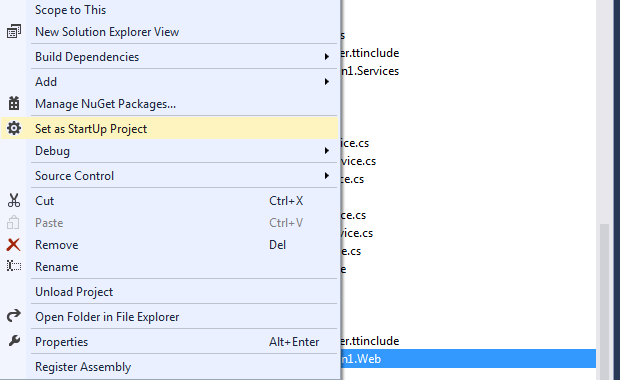 Scope to This
New Solution Explorer View
Build Dependencies
Add
Manage NuGet Packages...
Set as StartUp Project
Debug
Source Control
Cut Ctrl+X
Paste Ctrl+V
Remove Del
Rename
Unload Project
Open Folder in File Explorer
Properties Alt+Enter
Register Assembly
s
er.ttinclude
n1.Services
ice.cs
vice.cs
ce.cs
ce.cs
vice.cs
e.cs
e
er.ttinclude
n1.Web